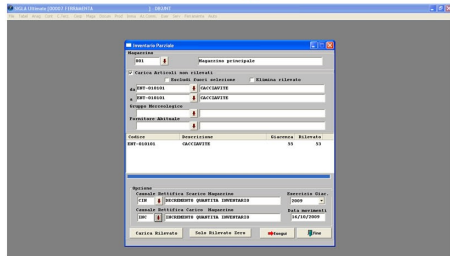 Inventario Parziale
Magazzino
001 Magazzino principale
Carica Articoli non rilevati
Escludi fuori selezione Elimina rilevato
Da ENT-010101 CACCIAVITE
a ENT-010101 CACCIAVITE
Gruppo Merceologico
Fornitore Abituale
Codice Descrizione Giacenza Rilevato
ENT-010101 CACCIAVITE 55 53
Opzione
Causale Rettifica Scarico Magazzino Esercizio Giac.
CIN DECREMENTO QUANTITA INVENTARIO 2009
Causale Rettifica Carico Magazzino Data movimenti
INC INCREMENTO QUANTITA INVENTARIO 16/10/2009
Carica Rilevato Solo Rilevato Zero Esegui Fine